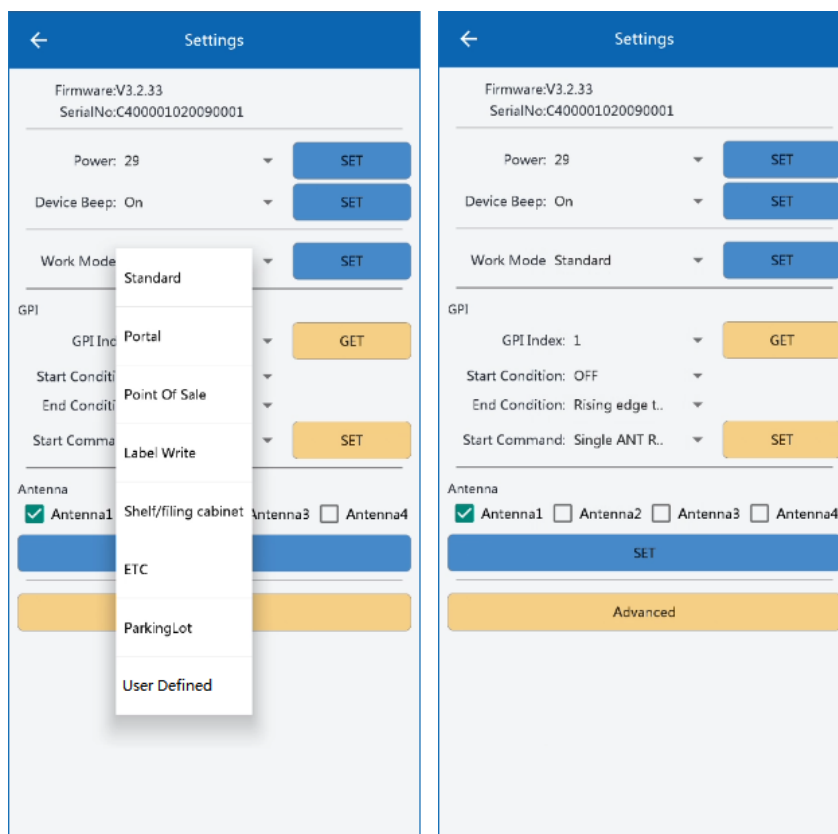 Settings
Firmware:V3.2.33
SerialNo:C400001020090001
Power: 29 SET
Device Beep: On SET
Work Mode SET
Standard
Portal
Point Of Sale
Label Write
Shelf/filing cabinet
ETC
ParkingLot
User Defined
GPI
GPI Ind GET
Start Conditi
End Conditi
Start Comma SET
Antenna
Antenna1 Antenna3 Antenna4
Settings
Firmware:V3.2.33
SerialNo:C400001020090001
Power: 29 SET
Device Beep: On SET
Work Mode Standard SET
GPI
GPI Index: 1 GET
Start Condition: OFF
End Condition: Rising edge t..
Start Command: Single ANT R.. SET
Antenna
Antenna1 Antenna2 Antenna3 Antenna4
SET
Advanced